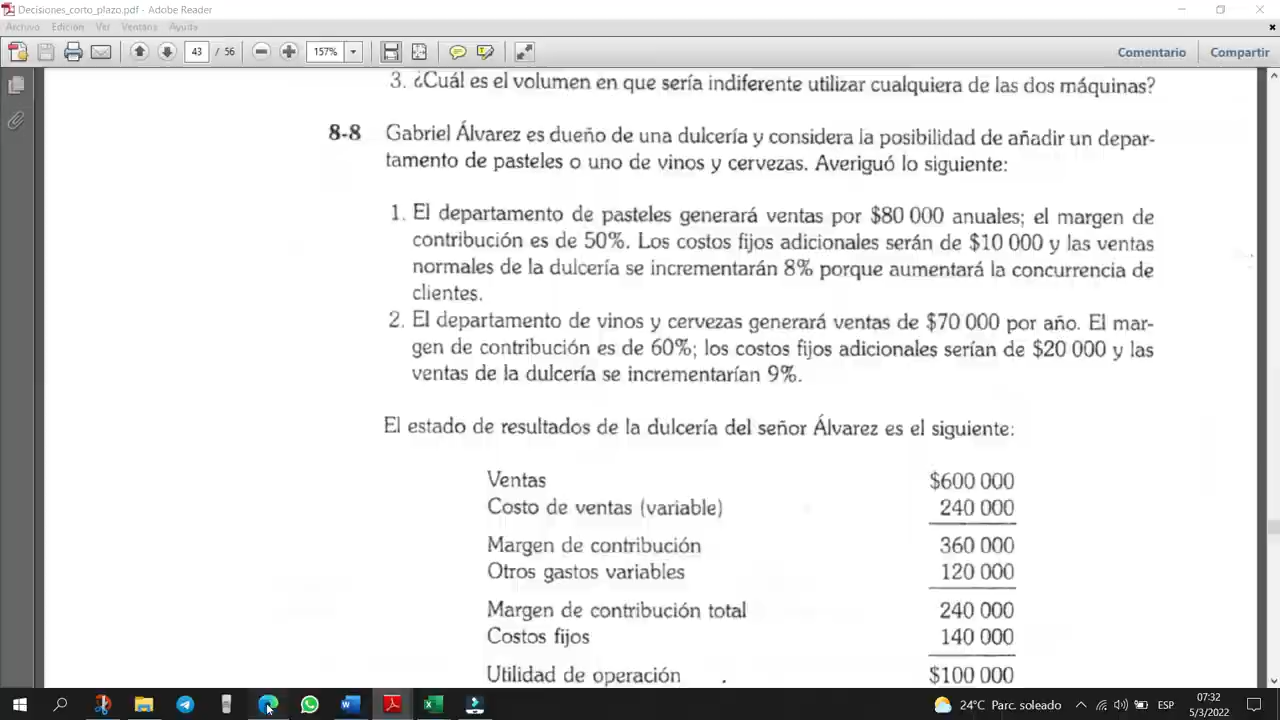 Decisiones_corto_plazo.pdf - Adobe Reader
Archivo Edición Ver Ventana Ayuda
43 / 56 157% Comentario Compartir
3. ¿Cuál es el volumen en que sería indiferente utilizar cualquiera de las dos máquinas?
8-8 Gabriel Álvarez es dueño de una dulcería y considera la posibilidad de añadir un depar-
tamento de pasteles o uno de vinos y cervezas. Averiguó lo siguiente:
1. El departamento de pasteles generará ventas por $80 000 anuales; el margen de
contribución es de 50%. Los costos fijos adicionales serán de $10 000 y las ventas
normales de la dulcería se incrementarán 8% porque aumentará la concurrencia de
clientes.
2. El departamento de vinos y cervezas generará ventas de $70 000 por año. El mar-
gen de contribución es de 60%; los costos fijos adicionales serían de $20 000 y las
ventas de la dulcería se incrementarían 9%.
El estado de resultados de la dulcería del señor Álvarez es el siguiente:
Ventas $600 000
Costo de ventas (variable) 240 000
Margen de contribución 360 000
Otros gastos variables 120 000
Margen de contribución total 240 000
Costos fijos 140 000
Utilidad de operación $100 000
24°C Parc. soleado ESP 07:32
5/3/2022